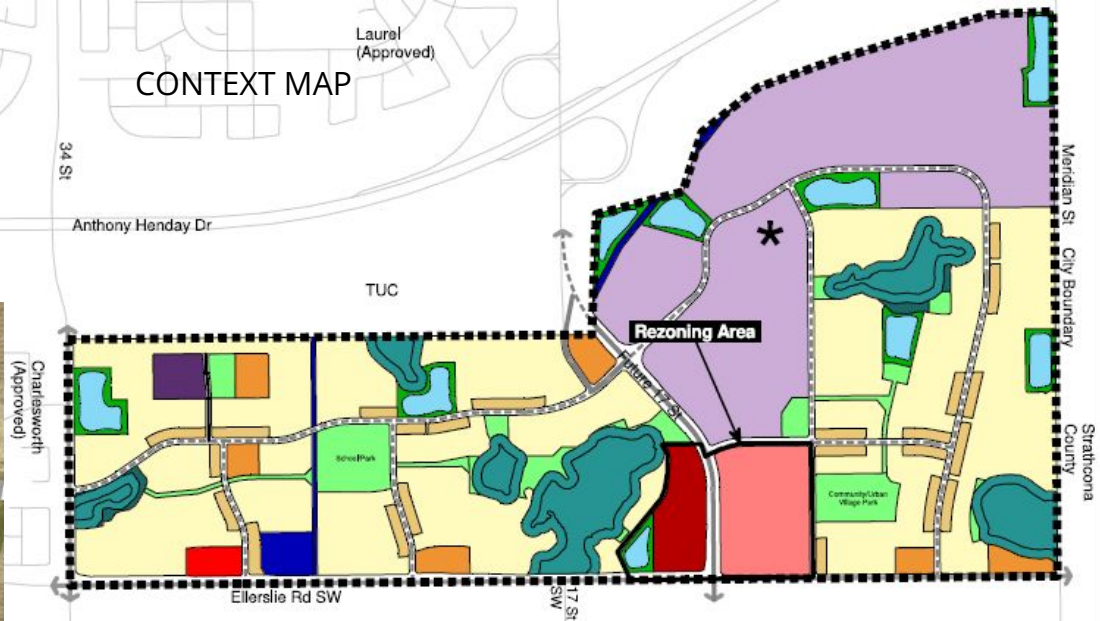 Laurel
(Approved)
CONTEXT MAP
34 St
Anthony Henday Dr
TUC
Meridian St
City Boundary
Rezoning Area
Future 17 St
*
Charlesworth
(Approved)
School/Park
Community/Urban
Village Park
Strathcona
County
Ellerslie Rd SW
17 St
SW